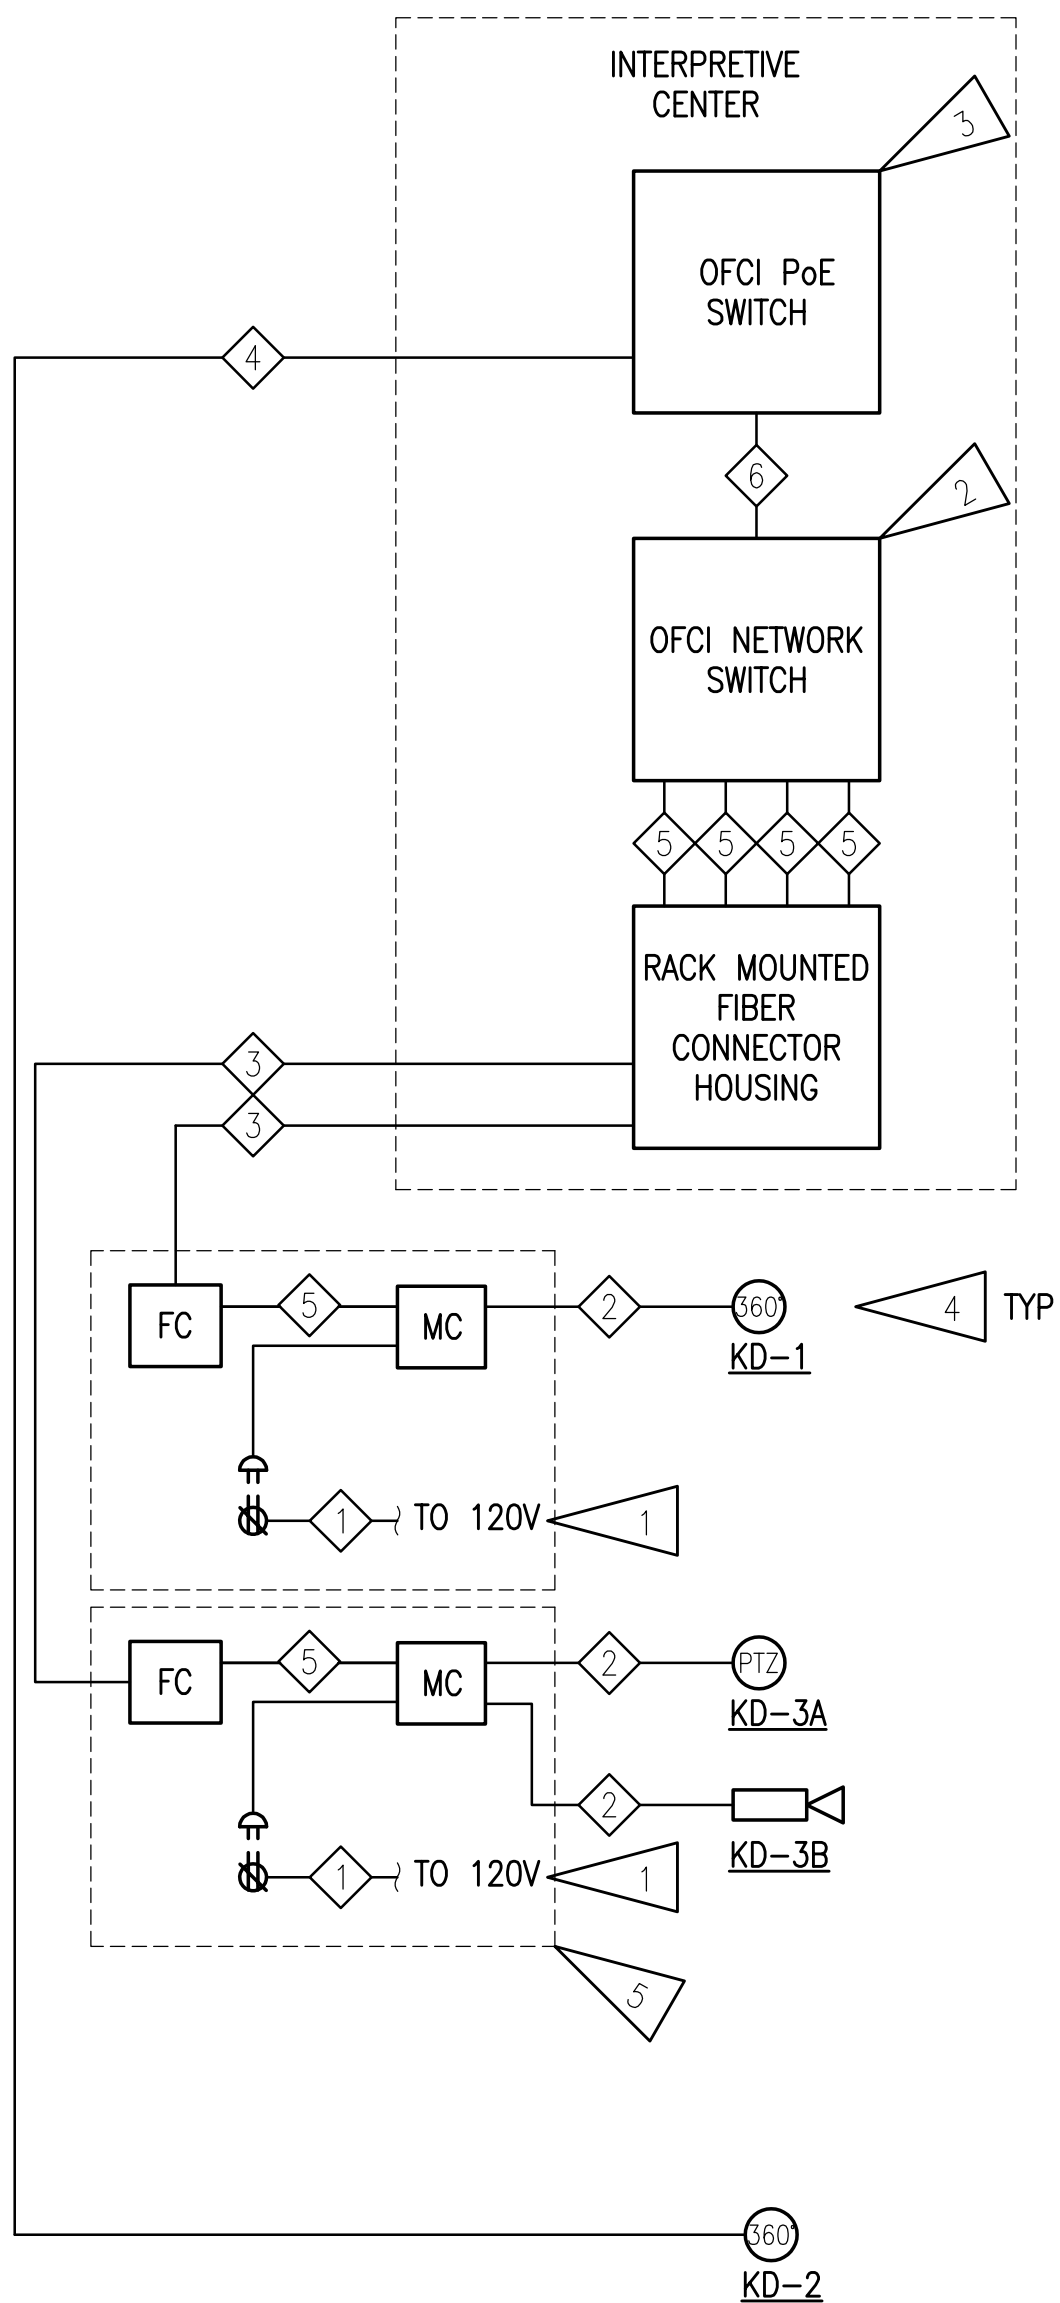 INTERPRETIVE
CENTER
3
OFCI PoE
SWITCH
4
6
2
OFCI NETWORK
SWITCH
5 5 5 5
RACK MOUNTED
FIBER
CONNECTOR
HOUSING
3
3
FC
5
MC
2
360°
4 TYP
KD-1
1
TO 120V
1
FC
5
MC
2
PTZ
KD-3A
2
KD-3B
1
TO 120V
1
5
360°
KD-2